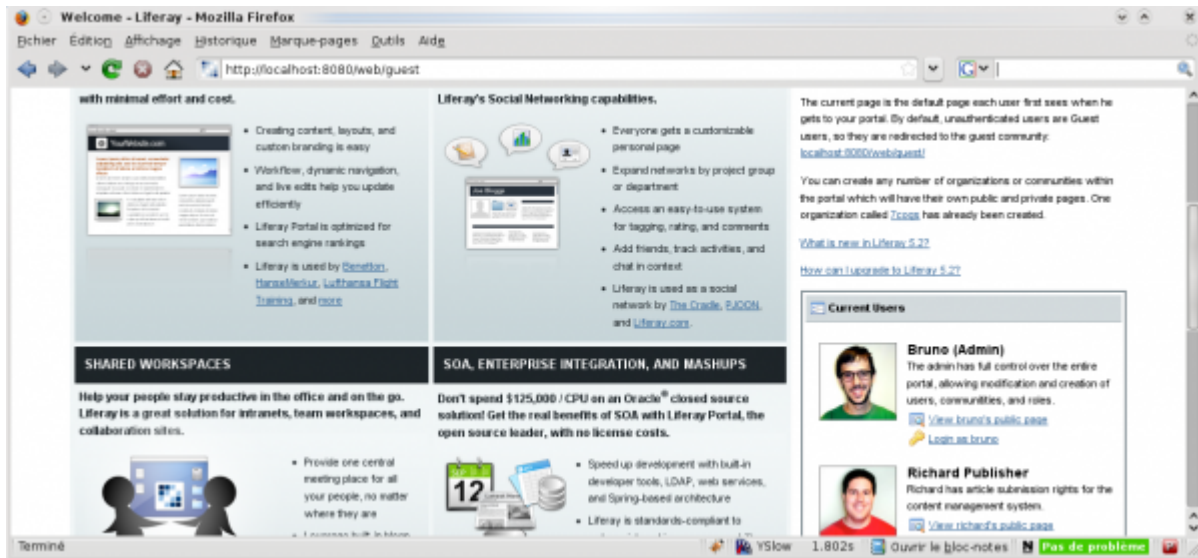 Welcome - Liferay - Mozilla Firefox
Fichier Édition Affichage Historique Marque-pages Outils Aide
http://localhost:8080/web/guest
G
with minimal effort and cost.
YourWebsite.com
Creating content, layouts, and
custom branding is easy
Workflow, dynamic navigation,
and live edits help you update
efficiently
Liferay Portal is optimized for
search engine rankings
Liferay is used by Benetton,
HanseMerkur, Lufthansa Flight
Training, and more
Liferay's Social Networking capabilities.
Joe Bloggs
Everyone gets a customizable
personal page
Expand networks by project group
or department
Access an easy-to-use system
for tagging, rating, and comments
Add friends, track activities, and
chat in context
Liferay is used as a social
network by The Cradle, PJOON,
and Liferay.com.
SHARED WORKSPACES
Help your people stay productive in the office and on the go.
Liferay is a great solution for intranets, team workspaces, and
collaboration sites.
Provide one central
meeting place for all
your people, no matter
where they are
SOA, ENTERPRISE INTEGRATION, AND MASHUPS
Don't spend $125,000 / CPU on an Oracle® closed source
solution! Get the real benefits of SOA with Liferay Portal, the
open source leader, with no license costs.
SEP
12
Speed up development with built-in
developer tools, LDAP, web services,
and Spring-based architecture
Liferay is standards-compliant to
The current page is the default page each user first sees when he
gets to your portal. By default, unauthenticated users are Guest
users, so they are redirected to the guest community:
localhost:8080/web/guest/
You can create any number of organizations or communities within
the portal which will have their own public and private pages. One
organization called 7cogs has already been created.
What is new in Liferay 5.2?
How can I upgrade to Liferay 5.2?
Current Users
Bruno (Admin)
The admin has full control over the entire
portal, allowing modification and creation of
users, communities, and roles.
View bruno's public page
Login as bruno
Richard Publisher
Richard has article submission rights for the
content management system.
View richard's public page
Terminé
YSlow 1.802s Ouvrir le bloc-notes N Pas de problème